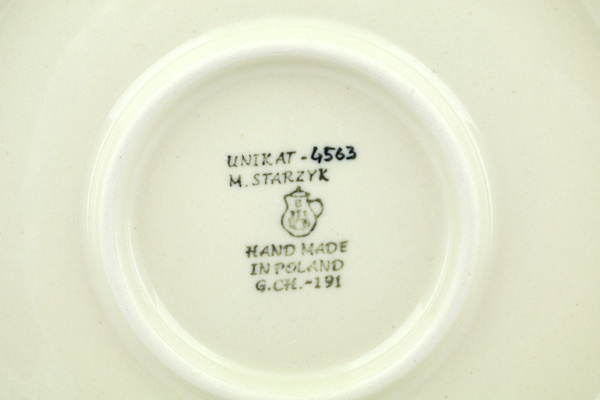 UNIKAT - 4563
M. STARZYK
HAND MADE
IN POLAND
G.CH.-191